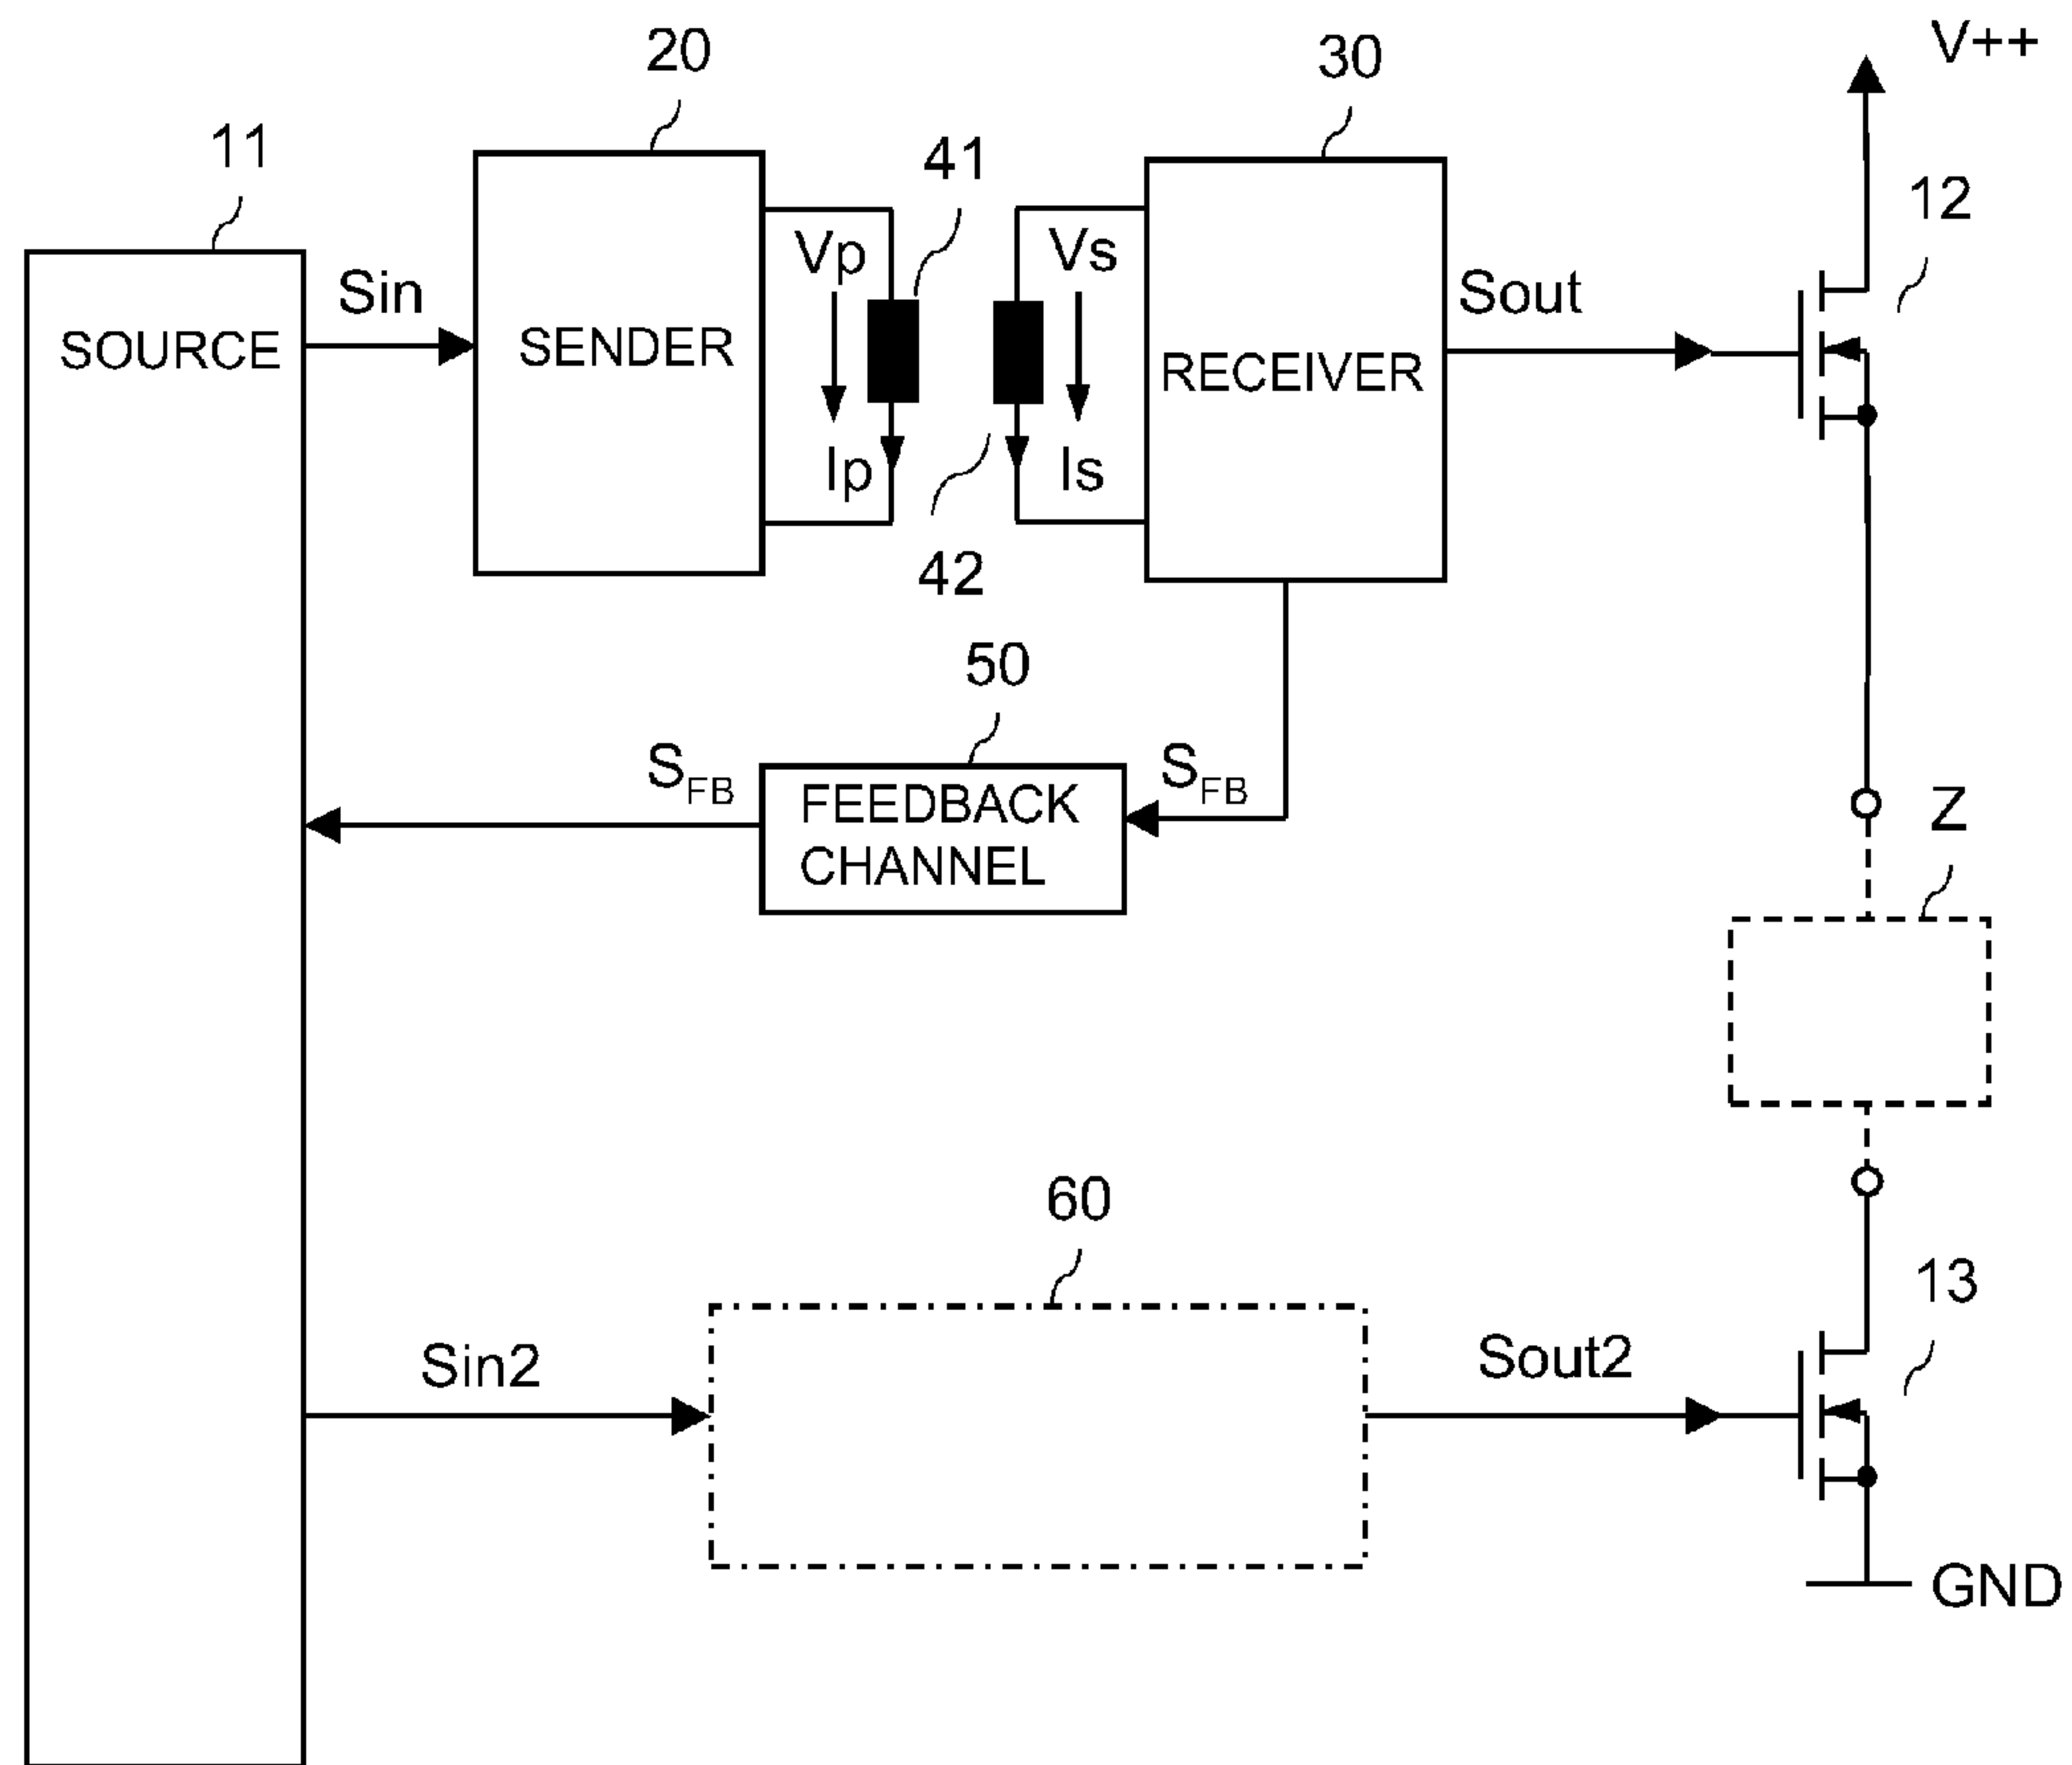 V++
20
30
11
41
12
Vp
Vs
Sin
Sout
SOURCE
SENDER
RECEIVER
Ip
Is
42
50
SFB
SFB
FEEDBACK
CHANNEL
Z
60
13
Sin2
Sout2
GND